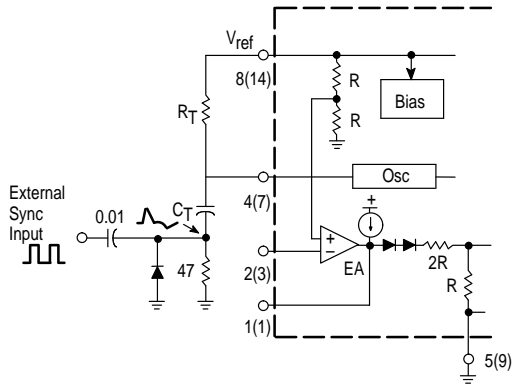 Vref
8(14)
R
Bias
RT
R
Osc
4(7)
External
Sync
Input
0.01
CT
+
47
2(3)
+
−
EA
2R
R
1(1)
5(9)